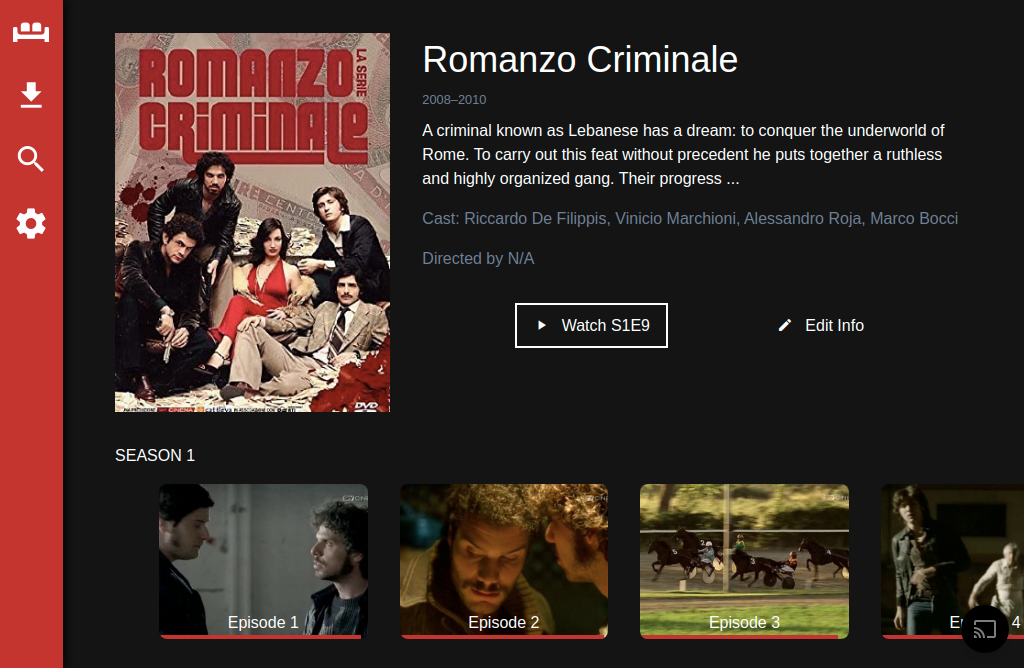 ROMANZO
LA SERIE
CRIMINALE
DVD
Romanzo Criminale
2008–2010
A criminal known as Lebanese has a dream: to conquer the underworld of
Rome. To carry out this feat without precedent he puts together a ruthless
and highly organized gang. Their progress ...
Cast: Riccardo De Filippis, Vinicio Marchioni, Alessandro Roja, Marco Bocci
Directed by N/A
Watch S1E9
Edit Info
SEASON 1
Episode 1
Episode 2
Episode 3
4